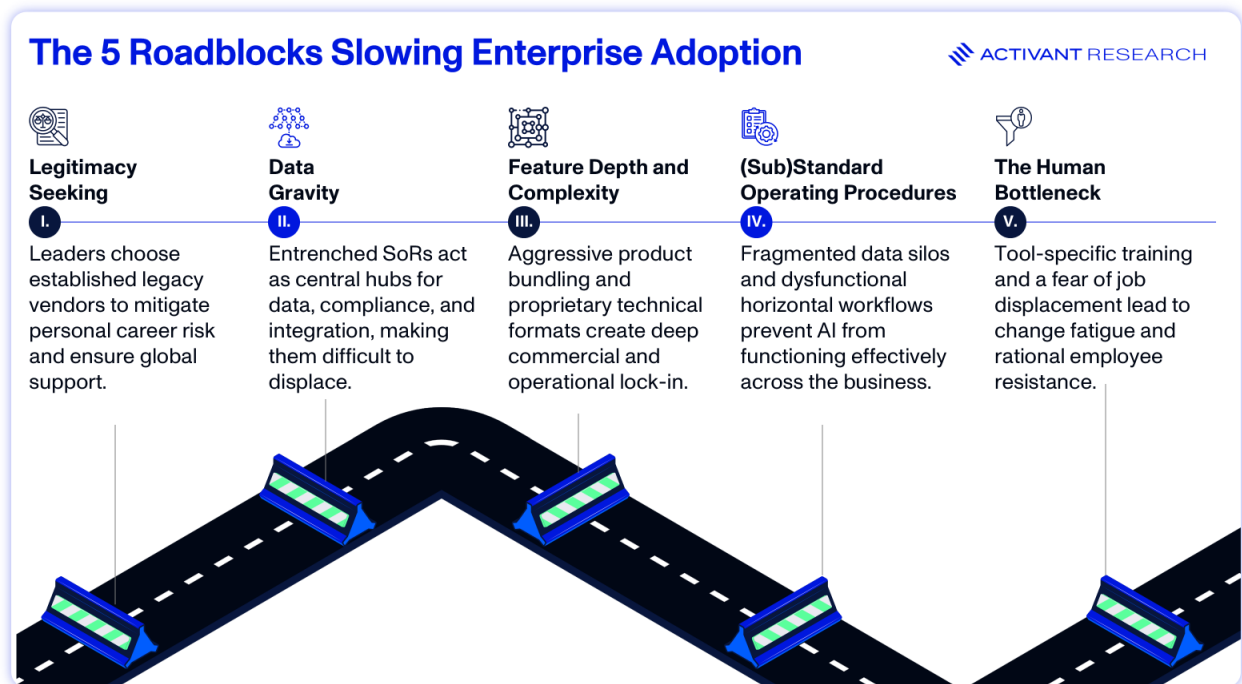 The 5 Roadblocks Slowing Enterprise Adoption
ACTIVANT RESEARCH
Legitimacy
Seeking
I.
Leaders choose
established legacy
vendors to mitigate
personal career risk
and ensure global
support.
Data
Gravity
II.
Entrenched SoRs act
as central hubs for
data, compliance, and
integration, making
them difficult to
displace.
Feature Depth and
Complexity
III.
Aggressive product
bundling and
proprietary technical
formats create deep
commercial and
operational lock-in.
(Sub)Standard
Operating Procedures
IV.
Fragmented data silos
and dysfunctional
horizontal workflows
prevent AI from
functioning effectively
across the business.
The Human
Bottleneck
V.
Tool-specific training
and a fear of job
displacement lead to
change fatigue and
rational employee
resistance.